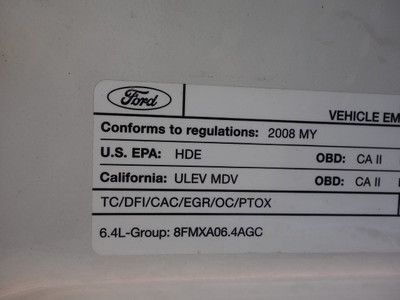 Ford
VEHICLE EM
Conforms to regulations: 2008 MY
U.S. EPA: HDE OBD: CA II
California: ULEV MDV OBD: CA II
TC/DFI/CAC/EGR/OC/PTOX
6.4L-Group: 8FMXA06.4AGC